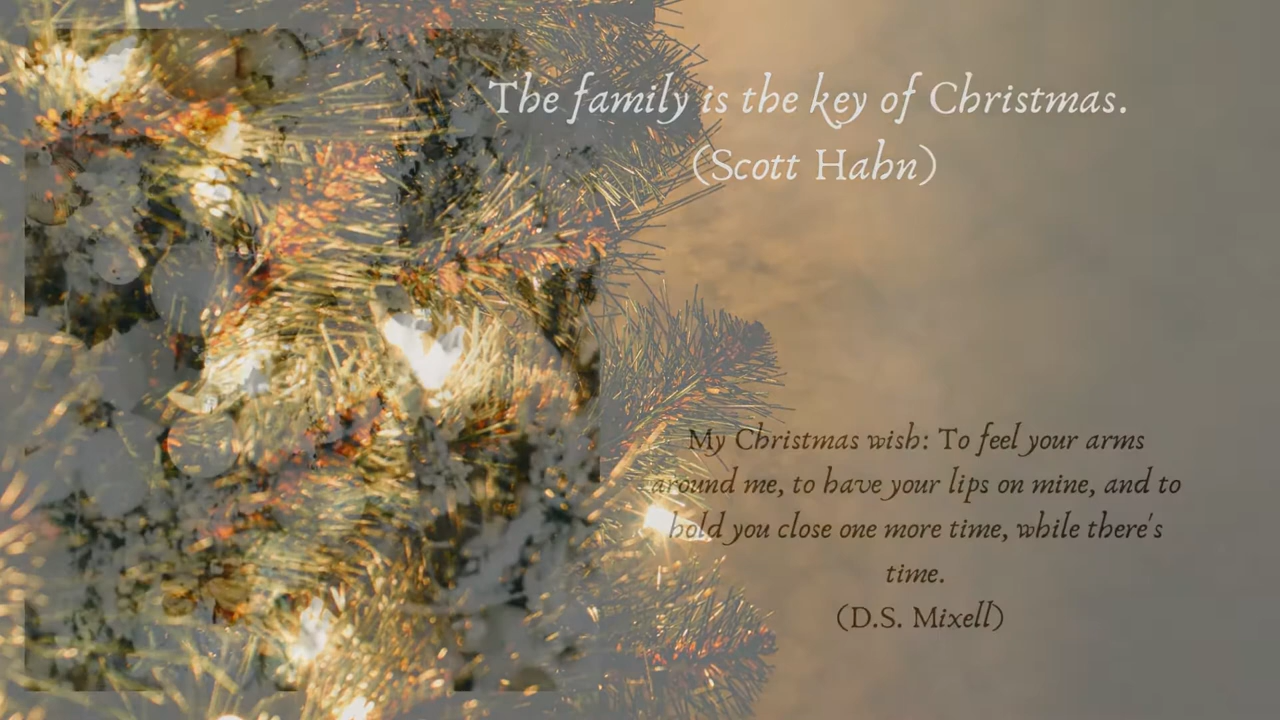 The family is the key of Christmas.
(Scott Hahn)
My Christmas wish: To feel your arms
around me, to have your lips on mine, and to
hold you close one more time, while there's
time.
(D.S. Mixell)